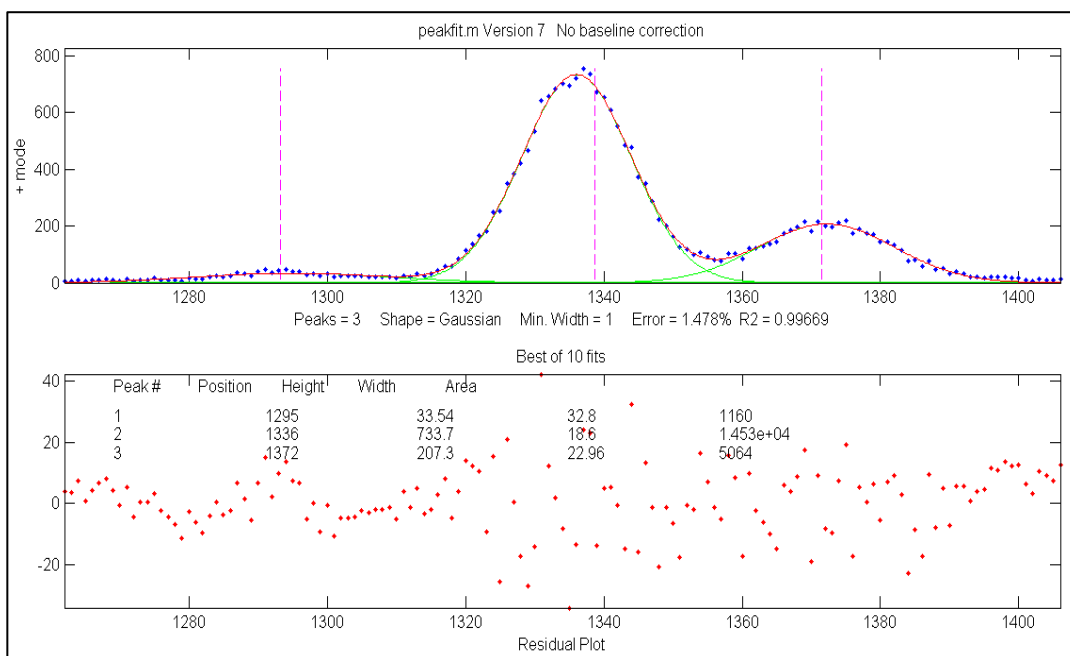 peakfit.m Version 7   No baseline correction
800
600
400
200
0
+ mode
1280 1300 1320 1340 1360 1380 1400
Peaks = 3    Shape = Gaussian    Min. Width = 1    Error = 1.478%  R2 = 0.99669
Best of 10 fits
40
20
0
-20
Peak #   Position   Height   Width   Area
1 1295 33.54 32.8 1160
2 1336 733.7 18.6 1.453e+04
3 1372 207.3 22.96 5064
1280 1300 1320 1340 1360 1380 1400
Residual Plot